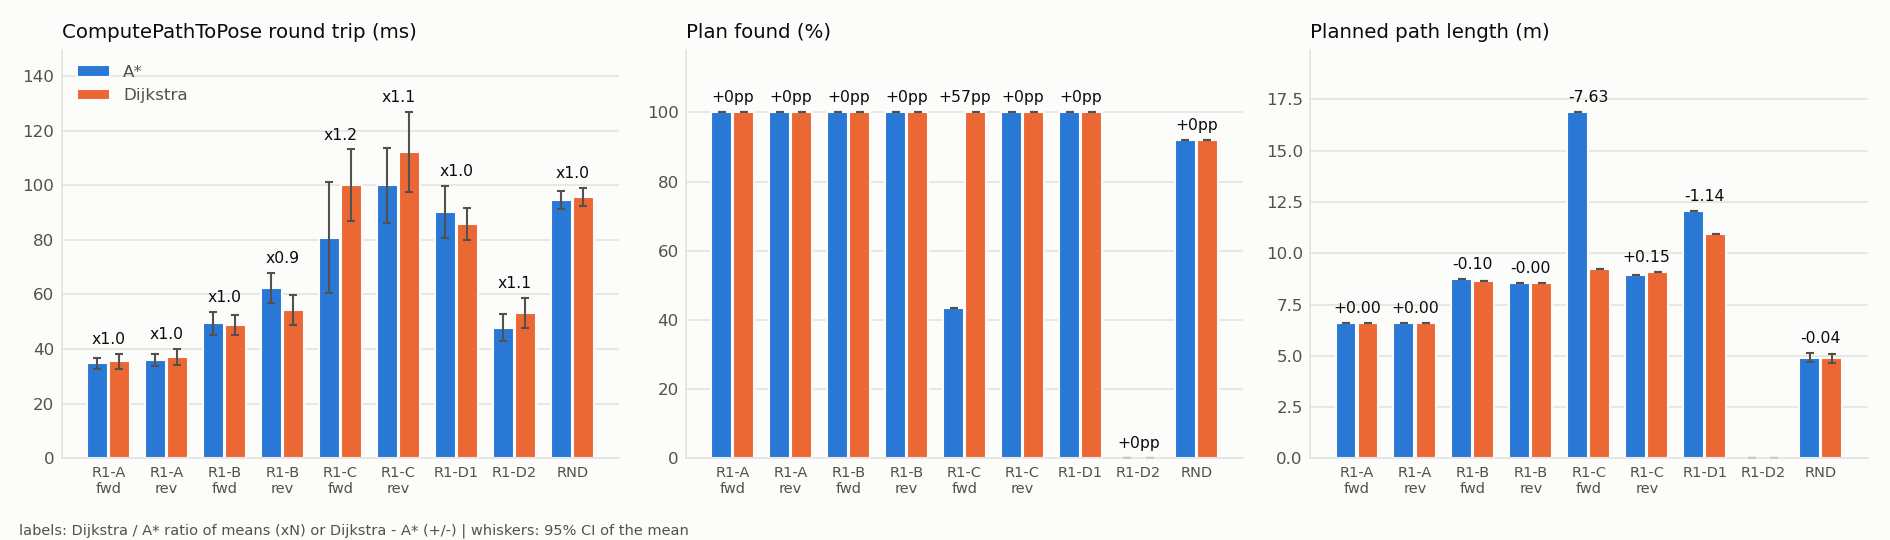 ComputePathToPose round trip (ms)
A*
Dijkstra
140
120
100
80
60
40
20
0
x1.0
x1.0
x1.0
x0.9
x1.2
x1.1
x1.0
x1.1
x1.0
R1-A fwd
R1-A rev
R1-B fwd
R1-B rev
R1-C fwd
R1-C rev
R1-D1
R1-D2
RND
Plan found (%)
100
80
60
40
20
0
+0pp
+0pp
+0pp
+0pp
+57pp
+0pp
+0pp
+0pp
+0pp
R1-A fwd
R1-A rev
R1-B fwd
R1-B rev
R1-C fwd
R1-C rev
R1-D1
R1-D2
RND
Planned path length (m)
17.5
15.0
12.5
10.0
7.5
5.0
2.5
0.0
+0.00
+0.00
-0.10
-0.00
-7.63
+0.15
-1.14
-0.04
R1-A fwd
R1-A rev
R1-B fwd
R1-B rev
R1-C fwd
R1-C rev
R1-D1
R1-D2
RND
labels: Dijkstra / A* ratio of means (xN) or Dijkstra - A* (+/-) | whiskers: 95% CI of the mean